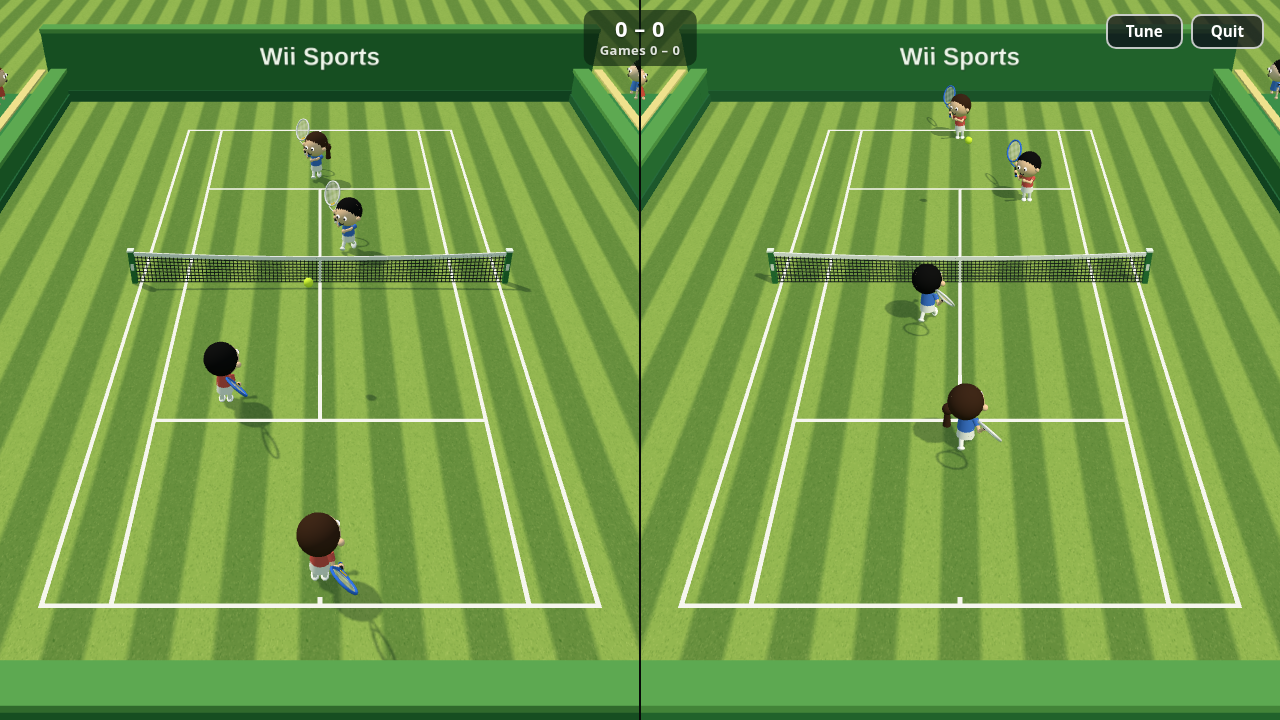 Wii Sports
0 – 0
Games 0 – 0
Wii Sports
Tune
Quit